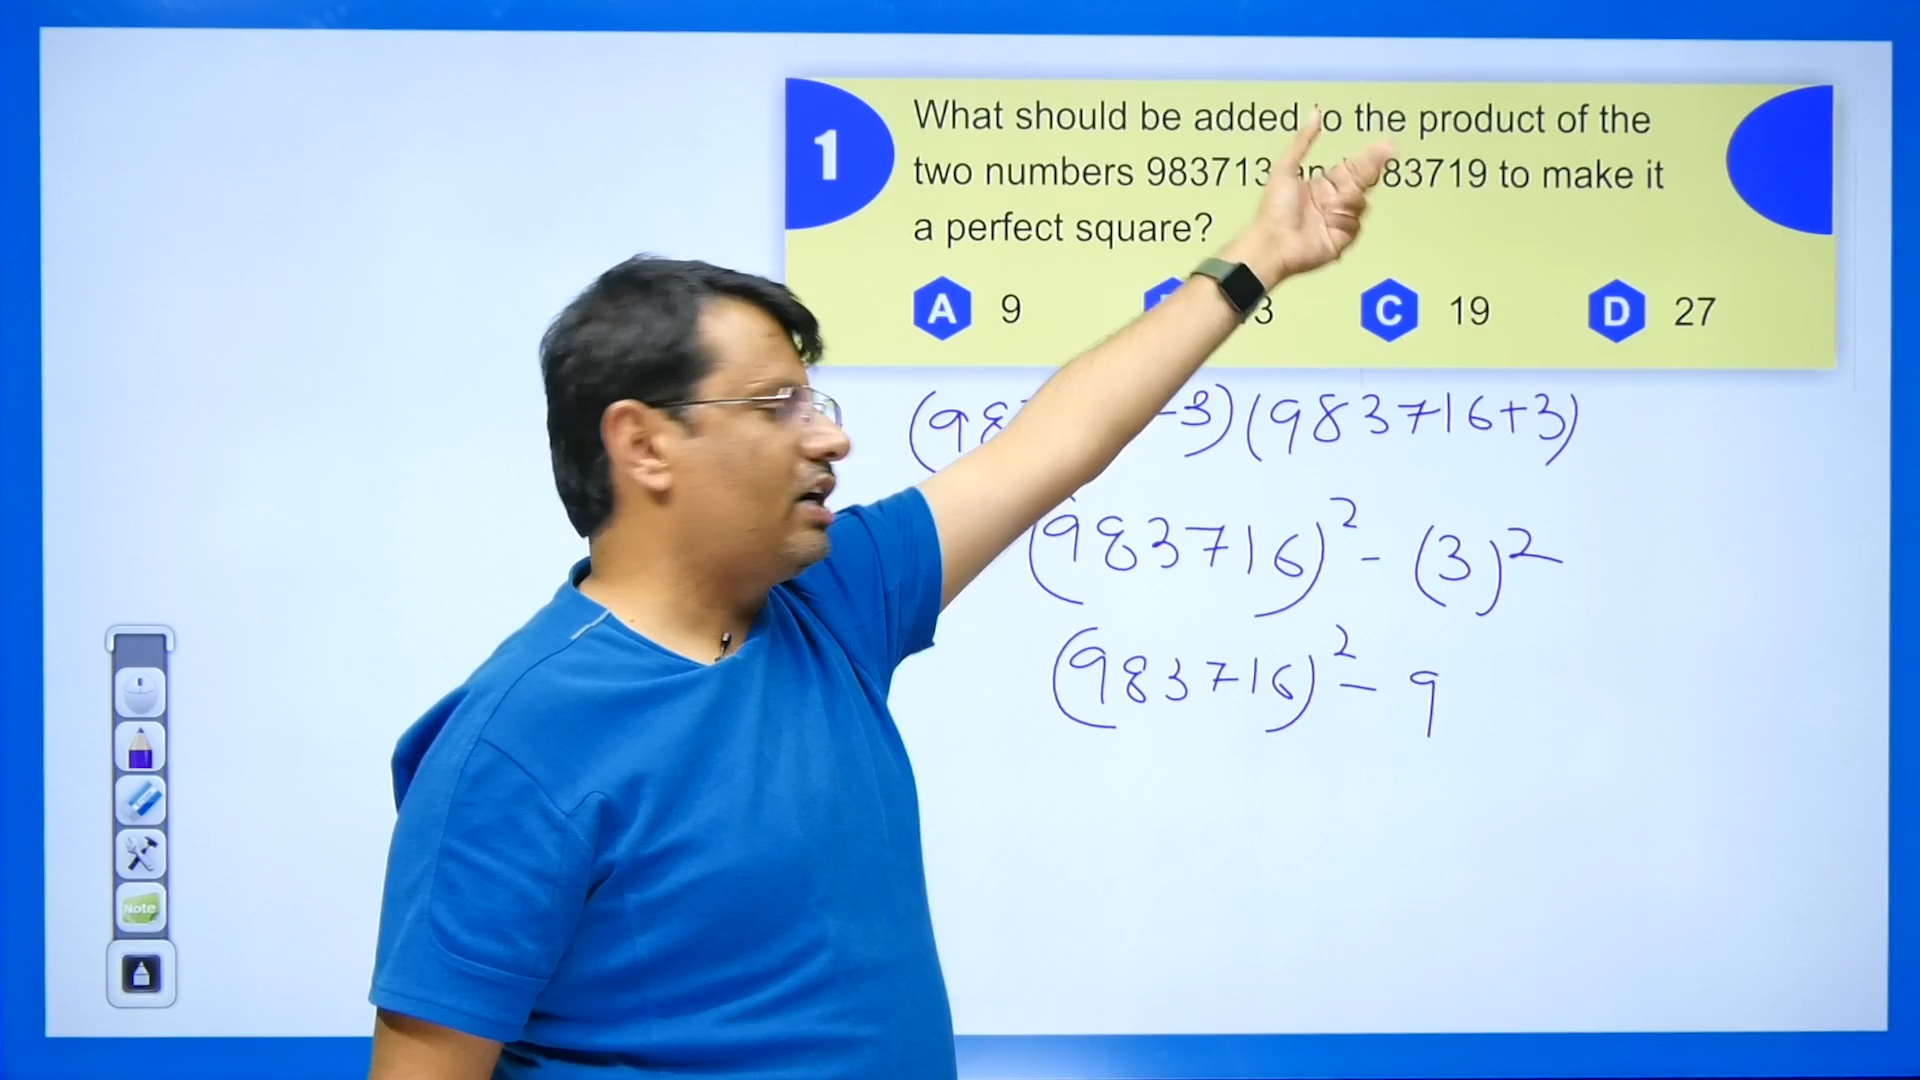 1
What should be added to the product of the
two numbers 983713 83719 to make it
a perfect square?
A 9 3 C 19 D 27
(98 -3)(983716+3)
(983716)² - (3)²
(983716)² - 9
Note